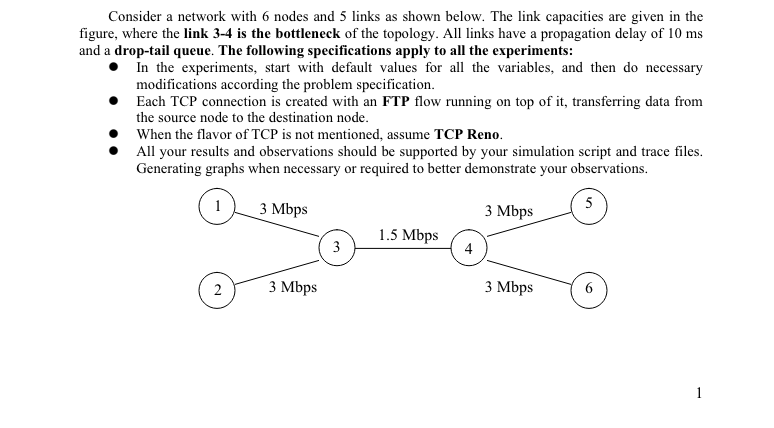 Consider a network with 6 nodes and 5 links as shown below. The link capacities are given in the
figure, where the link 3-4 is the bottleneck of the topology. All links have a propagation delay of 10 ms
and a drop-tail queue. The following specifications apply to all the experiments:
● In the experiments, start with default values for all the variables, and then do necessary
modifications according the problem specification.
● Each TCP connection is created with an FTP flow running on top of it, transferring data from
the source node to the destination node.
● When the flavor of TCP is not mentioned, assume TCP Reno.
● All your results and observations should be supported by your simulation script and trace files.
Generating graphs when necessary or required to better demonstrate your observations.
1 3 Mbps 3 Mbps 5
3 1.5 Mbps 4
2 3 Mbps 3 Mbps 6
1